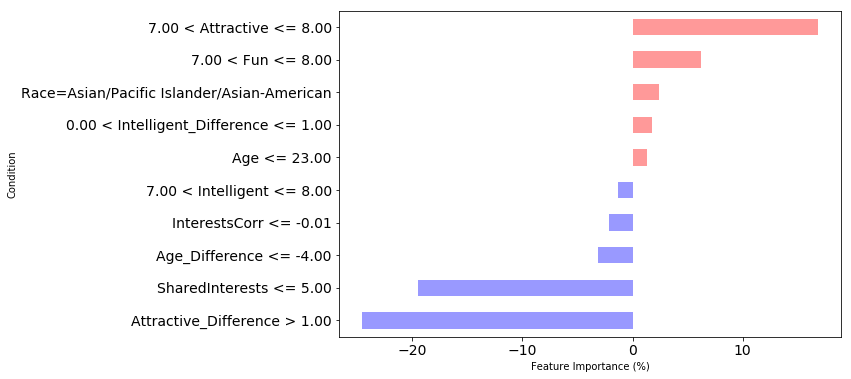 7.00 < Attractive <= 8.00
7.00 < Fun <= 8.00
Race=Asian/Pacific Islander/Asian-American
0.00 < Intelligent_Difference <= 1.00
Age <= 23.00
7.00 < Intelligent <= 8.00
InterestsCorr <= -0.01
Age_Difference <= -4.00
SharedInterests <= 5.00
Attractive_Difference > 1.00
Condition
−20 −10 0 10
Feature Importance (%)